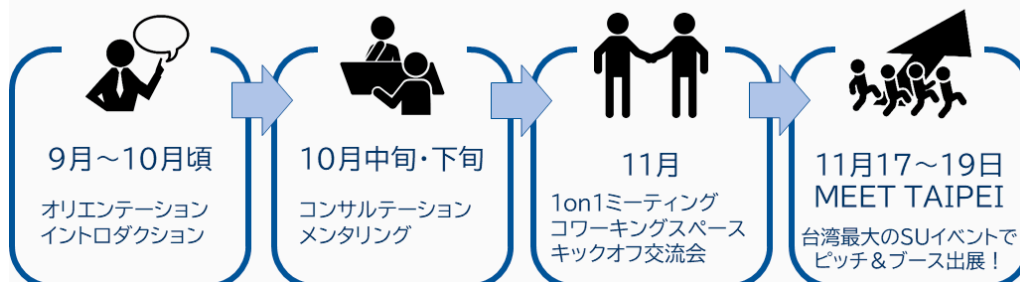 9月～10月頃
オリエンテーション
イントロダクション
10月中旬・下旬
コンサルテーション
メンタリング
11月
1on1ミーティング
コワーキングスペース
キックオフ交流会
11月17～19日
MEET TAIPEI
台湾最大のSUイベントで
ピッチ＆ブース出展！